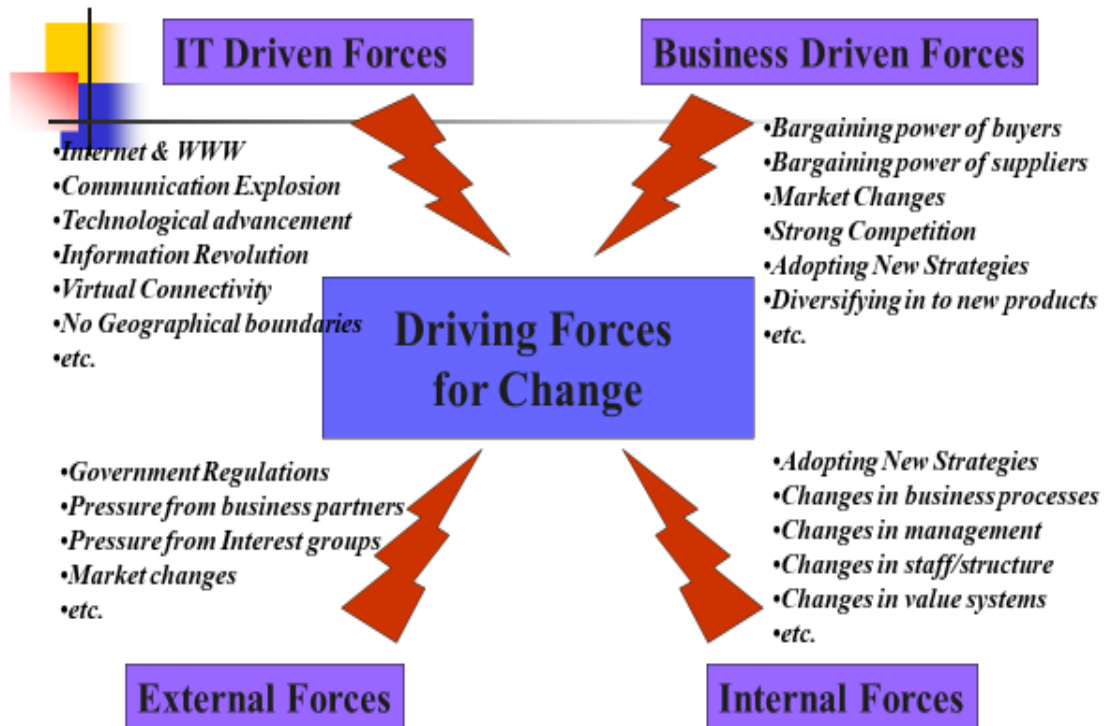 IT Driven Forces
Business Driven Forces
•Internet & WWW
•Communication Explosion
•Technological advancement
•Information Revolution
•Virtual Connectivity
•No Geographical boundaries
•etc.
•Bargaining power of buyers
•Bargaining power of suppliers
•Market Changes
•Strong Competition
•Adopting New Strategies
•Diversifying in to new products
•etc.
Driving Forces
for Change
•Government Regulations
•Pressure from business partners
•Pressure from Interest groups
•Market changes
•etc.
•Adopting New Strategies
•Changes in business processes
•Changes in management
•Changes in staff/structure
•Changes in value systems
•etc.
External Forces
Internal Forces